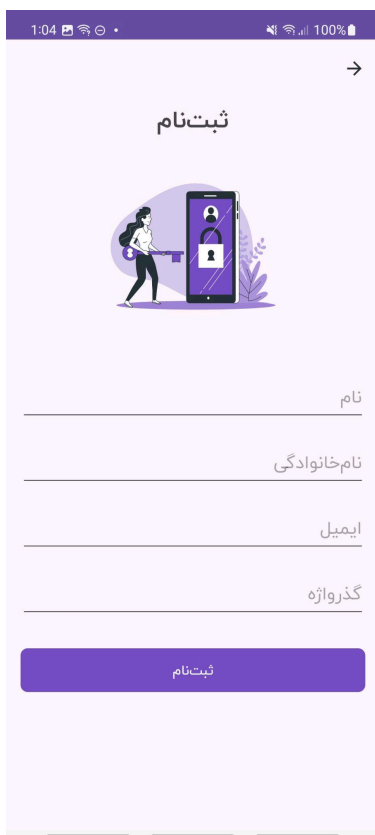 1:04 100%
ثبت‌نام
نام
نام‌خانوادگی
ایمیل
گذرواژه
ثبت‌نام